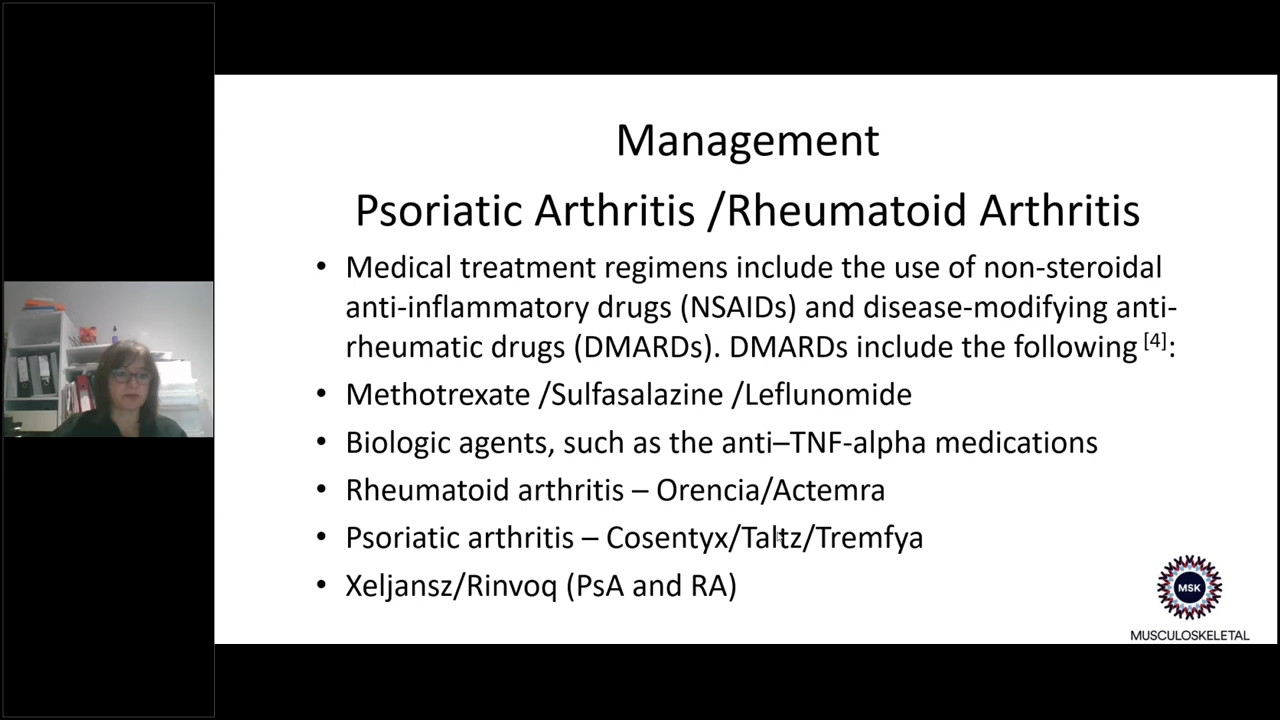 Management
Psoriatic Arthritis /Rheumatoid Arthritis
• Medical treatment regimens include the use of non-steroidal
anti-inflammatory drugs (NSAIDs) and disease-modifying anti-
rheumatic drugs (DMARDs). DMARDs include the following [4]:
• Methotrexate /Sulfasalazine /Leflunomide
• Biologic agents, such as the anti–TNF-alpha medications
• Rheumatoid arthritis – Orencia/Actemra
• Psoriatic arthritis – Cosentyx/Taltz/Tremfya
• Xeljansz/Rinvoq (PsA and RA)
MSK
MUSCULOSKELETAL